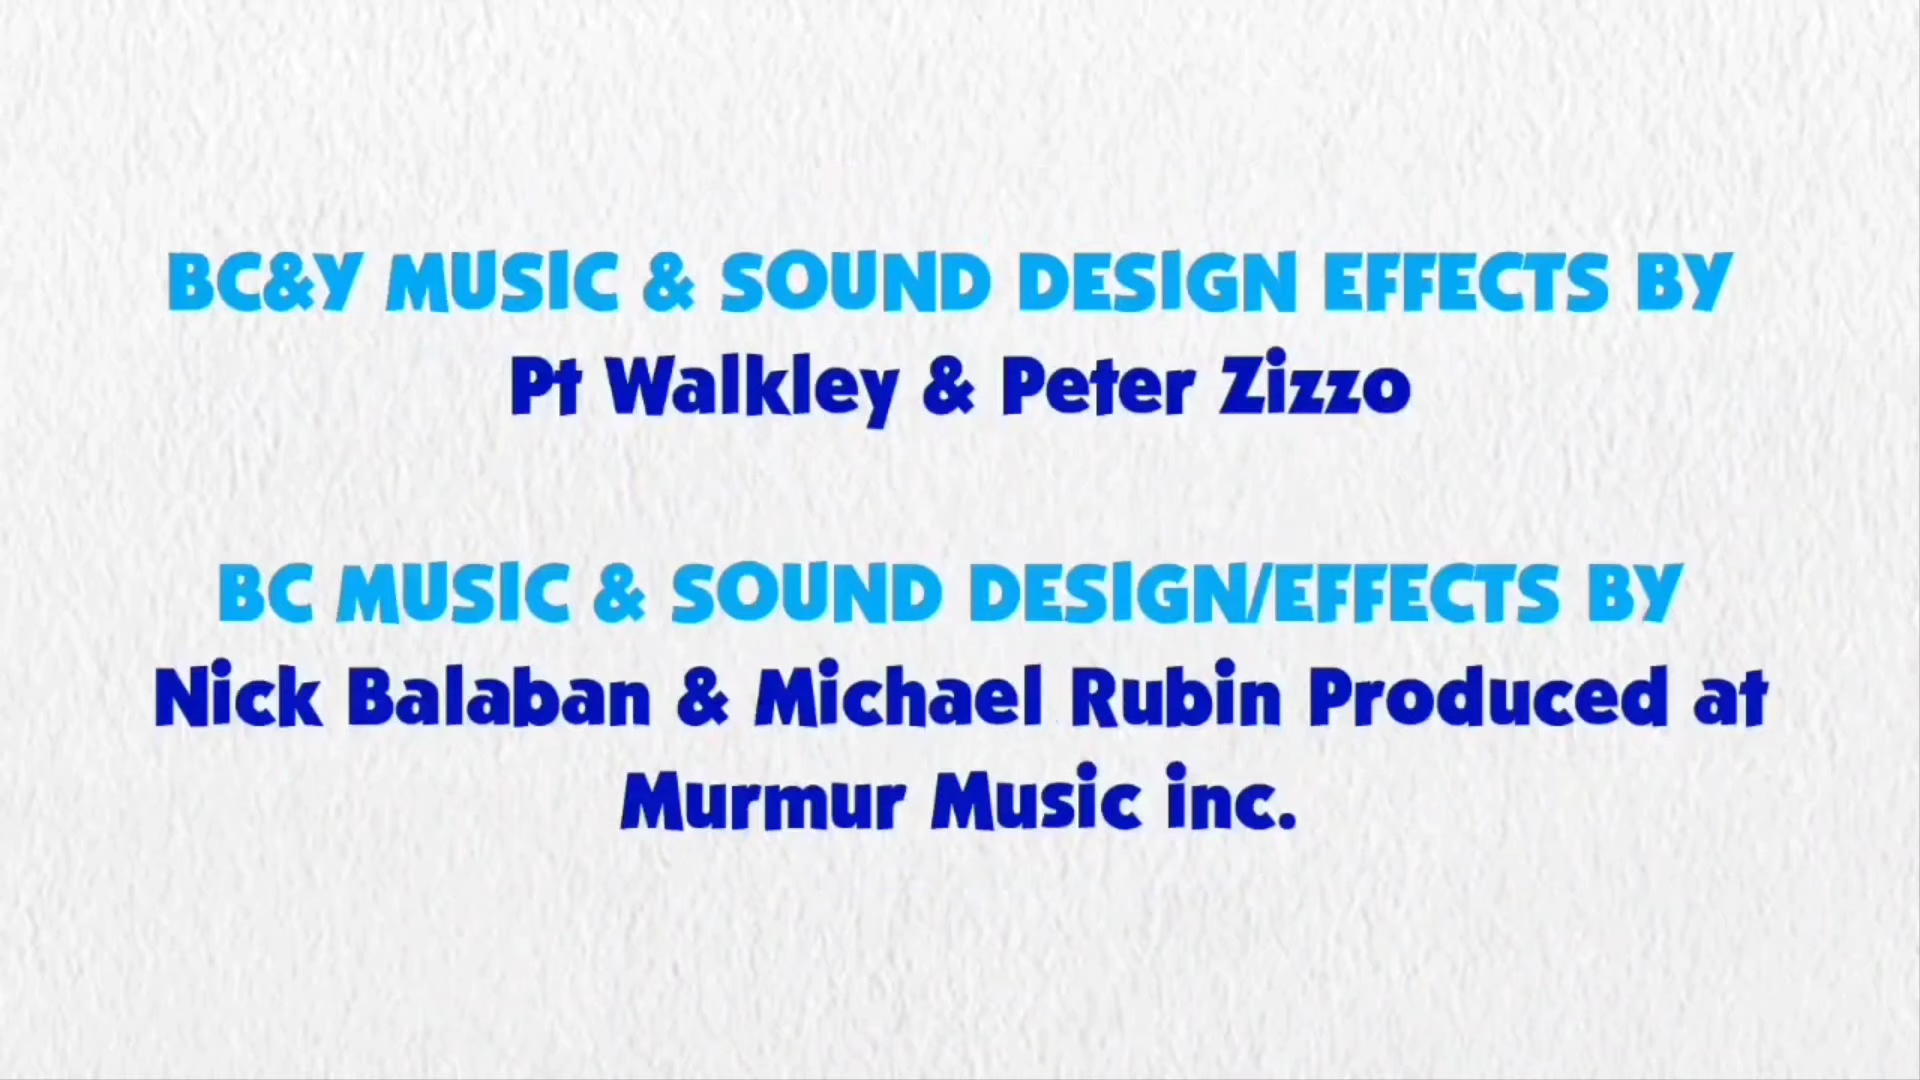 BC&Y MUSIC & SOUND DESIGN EFFECTS BY
Pt Walkley & Peter Zizzo
BC MUSIC & SOUND DESIGN/EFFECTS BY
Nick Balaban & Michael Rubin Produced at
Murmur Music inc.